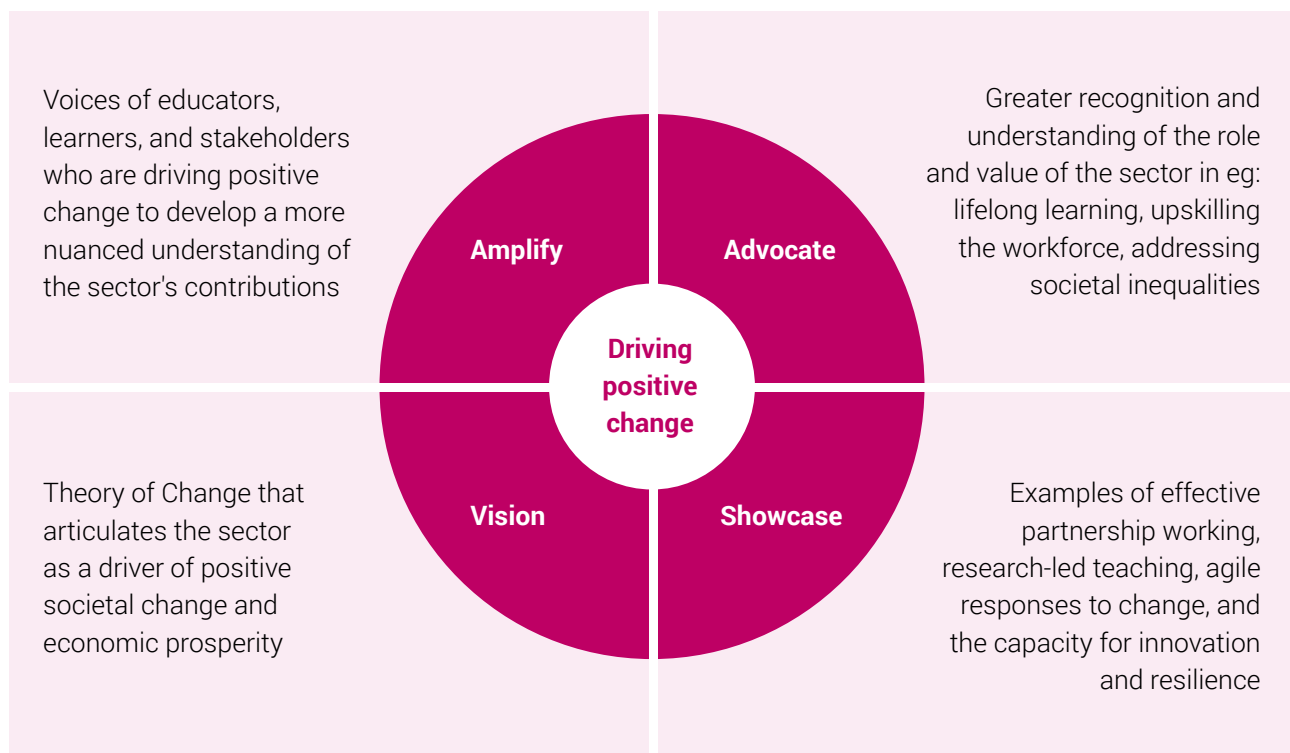 Voices of educators,
learners, and stakeholders
who are driving positive
change to develop a more
nuanced understanding of
the sector's contributions
Amplify
Advocate
Greater recognition and
understanding of the role
and value of the sector in eg:
lifelong learning, upskilling
the workforce, addressing
societal inequalities
Driving
positive
change
Theory of Change that
articulates the sector
as a driver of positive
societal change and
economic prosperity
Vision
Showcase
Examples of effective
partnership working,
research-led teaching, agile
responses to change, and
the capacity for innovation
and resilience